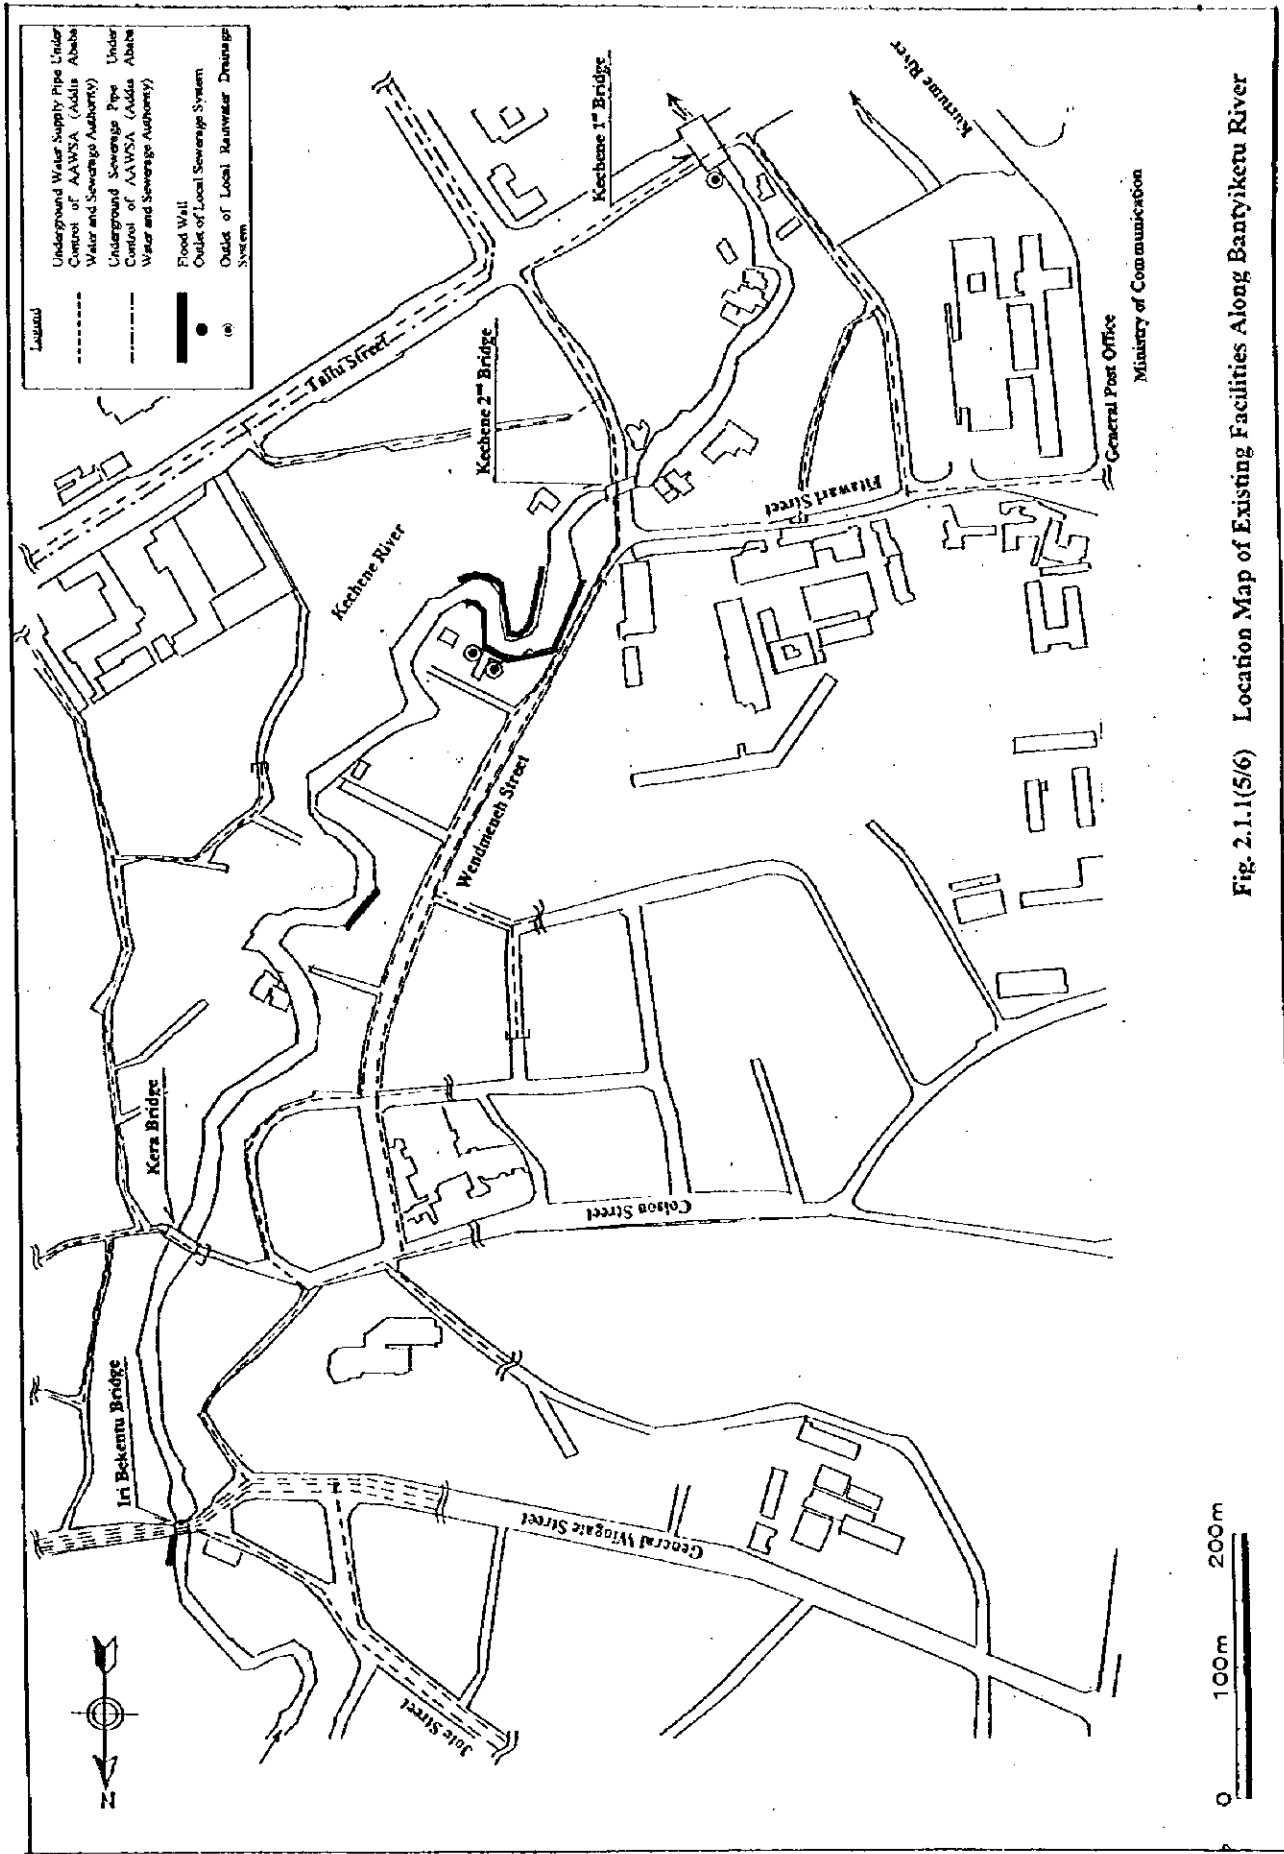 Legend
Underground Water Supply Pipe Under
Control of AAWSA (Addis Ababa
Water and Sewerage Authority)
Underground Sewerage Pipe Under
Control of AAWSA (Addis Ababa
Water and Sewerage Authority)
Flood Wall
Outlet of Local Sewerage System
Outlet of Local Rainwater Drainage
System
Kurtume River
Kechene 1st Bridge
Talhi Street
Kechene 2nd Bridge
Kechene River
Fitawari Street
Ministry of Communication
General Post Office
Wendmeneh Street
Kera Bridge
Colson Street
Iri Bekentu Bridge
General Wingate Street
Jote Street
N
0 100m 200m
Fig. 2.1.1(5/6) Location Map of Existing Facilities Along Bantyiketu River